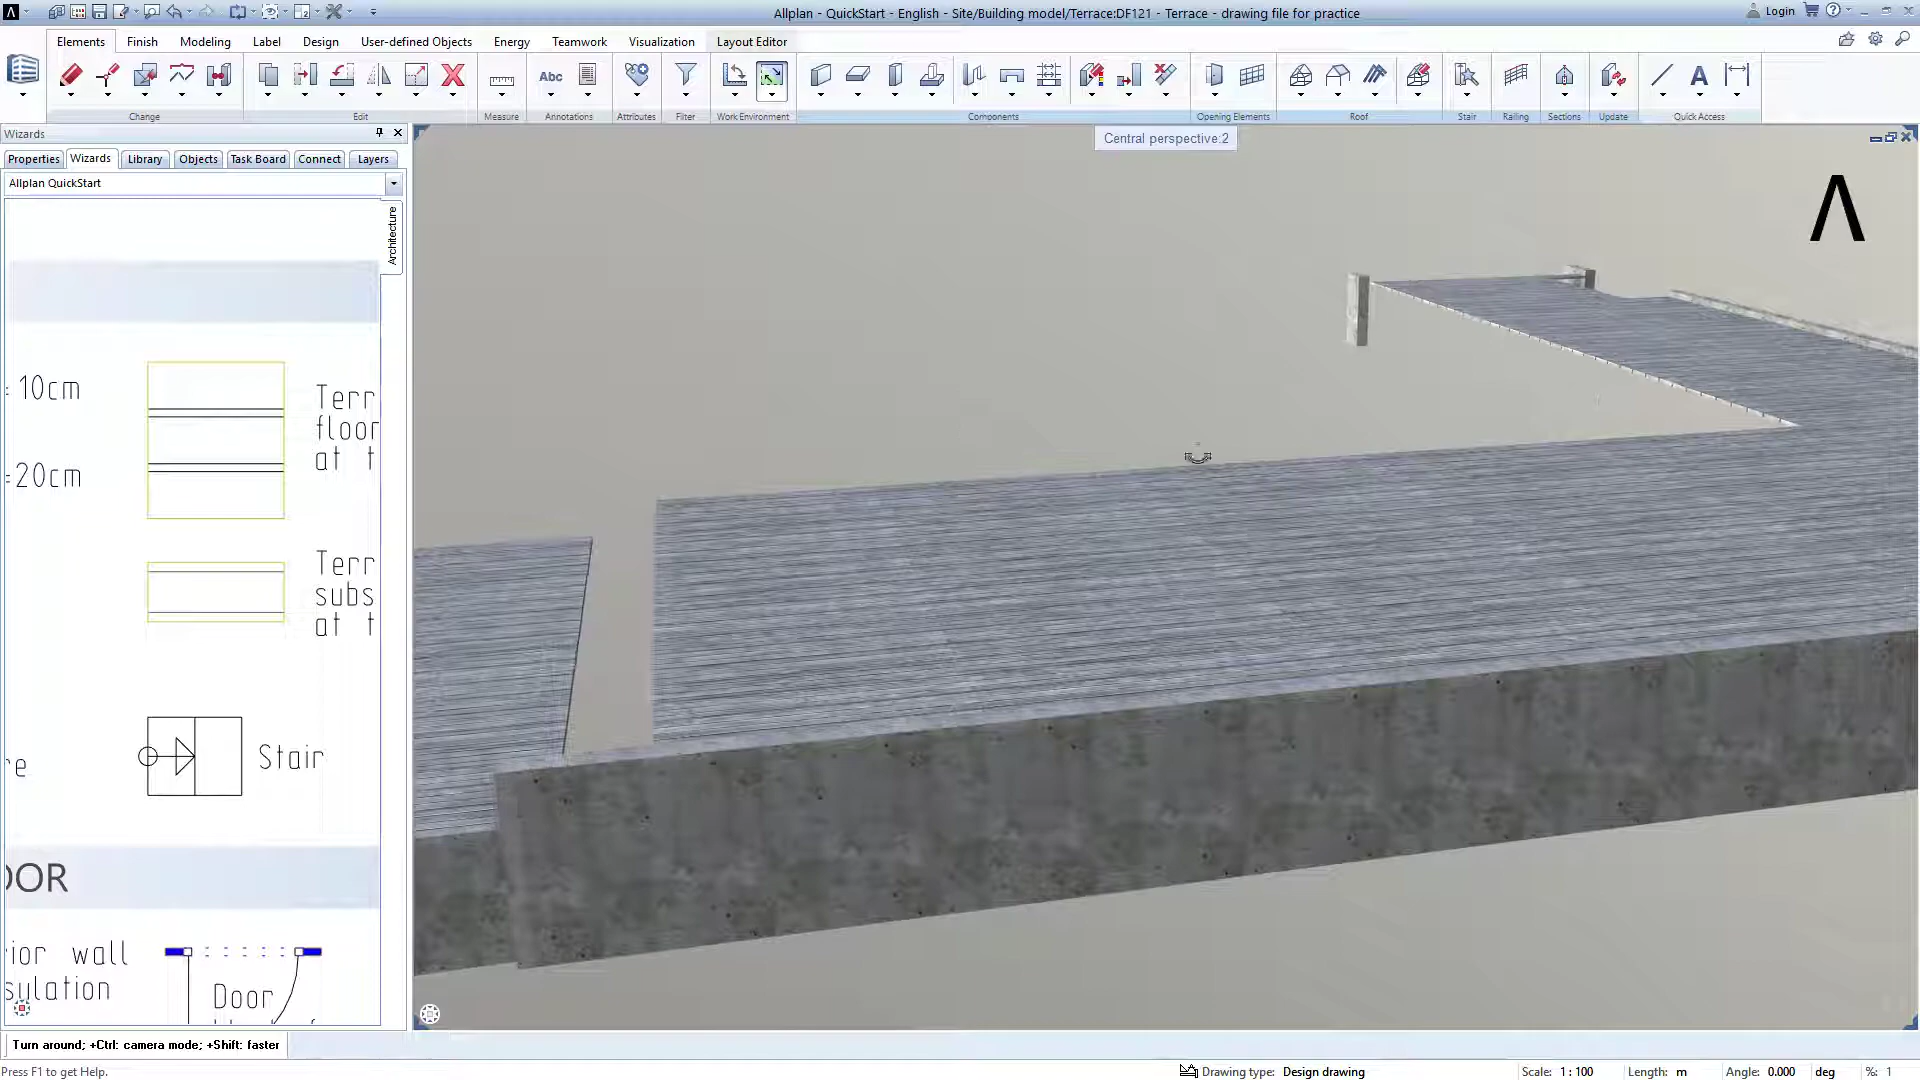 Allplan - QuickStart - English - Site/Building model/Terrace:DF121 - Terrace - drawing file for practice
Login
Elements Finish Modeling Label Design User-defined Objects Energy Teamwork Visualization Layout Editor
Abc
A
Change Edit Measure Annotations Attributes Filter Work Environment Components Opening Elements Roof Stair Railing Sections Update Quick Access
Wizards
Central perspective:2
Properties Wizards Library Objects Task Board Connect Layers
Allplan QuickStart
Architecture
10cm
Terr
floor
at t
=20cm
Terr
subs
at t
Stair
re
OOR
rior wall
sulation
Door
Turn around; +Ctrl: camera mode; +Shift: faster
Press F1 to get Help.
Drawing type: Design drawing
Scale: 1 : 100
Length: m
Angle: 0.000 deg
%: 1